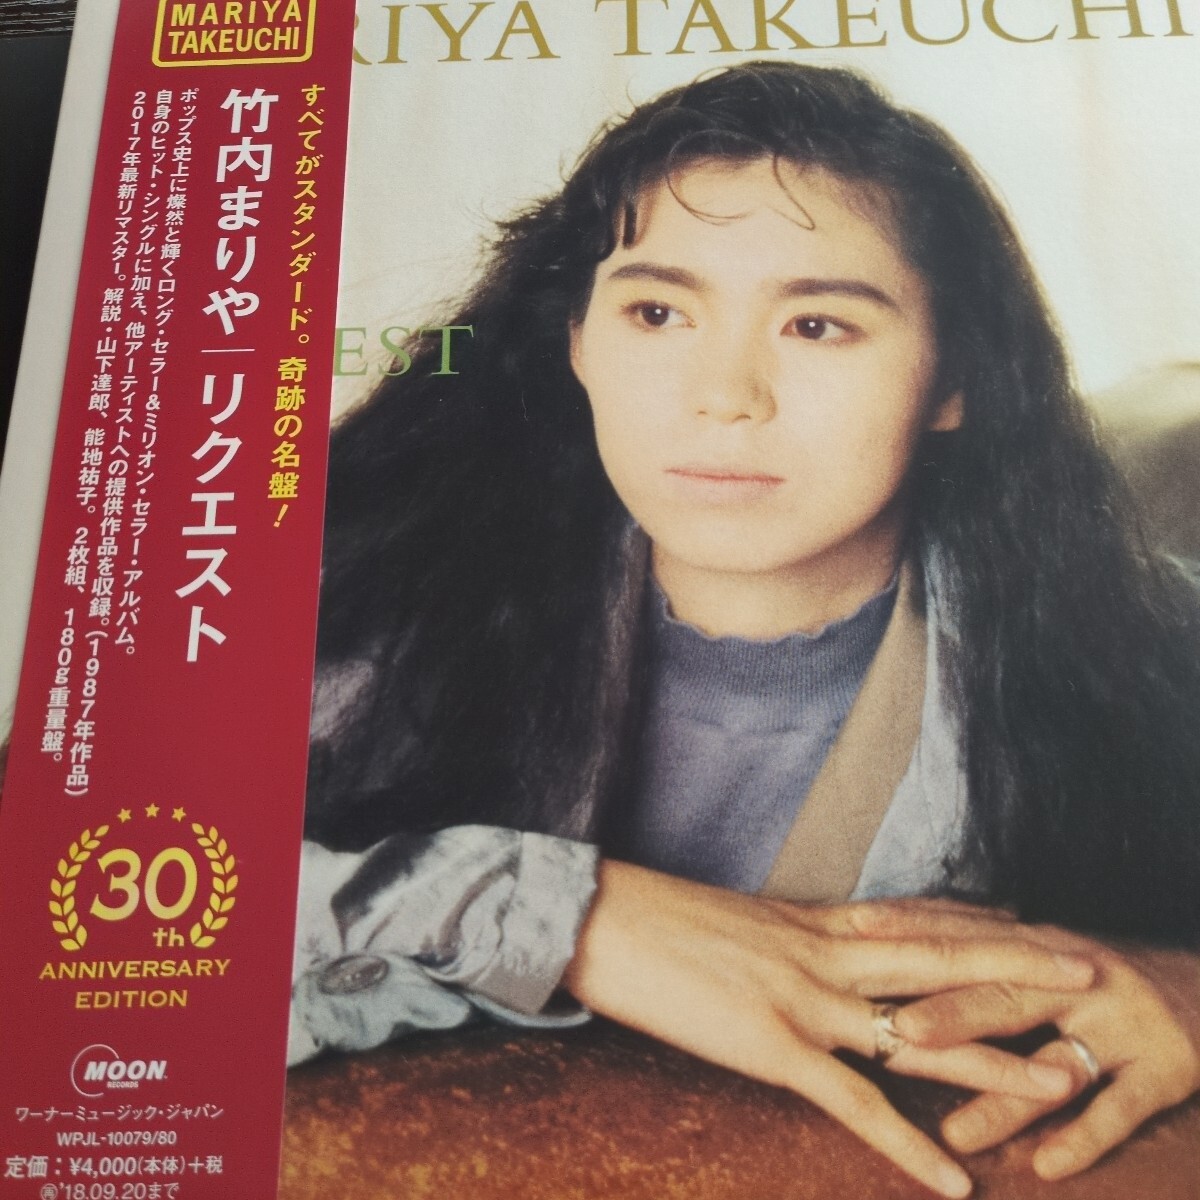 MARIYA
TAKEUCHI
RIYA TAKEUCHI
EST
すべてがスタンダード。奇跡の名盤！
竹内まりや｜リクエスト
ポップス史上に燦然と輝くロング・セラー＆ミリオン・セラー・アルバム。
自身のヒット・シングルに加え、他アーティストへの提供作品を収録。（1987年作品）
2017年最新リマスター。解説・山下達郎、能地祐子。2枚組、180g重量盤。
30th
ANNIVERSARY
EDITION
MOON
RECORDS
ワーナーミュージック・ジャパン
WPJL-10079/80
定価：¥4,000（本体）＋税
㊢'18.09.20まで